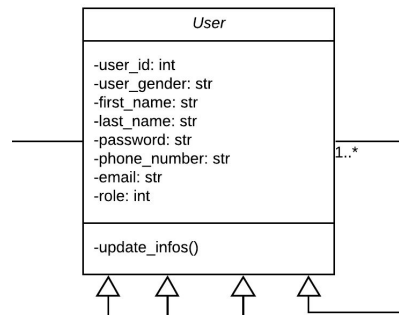 User
-user_id: int
-user_gender: str
-first_name: str
-last_name: str
-password: str
-phone_number: str
-email: str
-role: int
1..*
-update_infos()